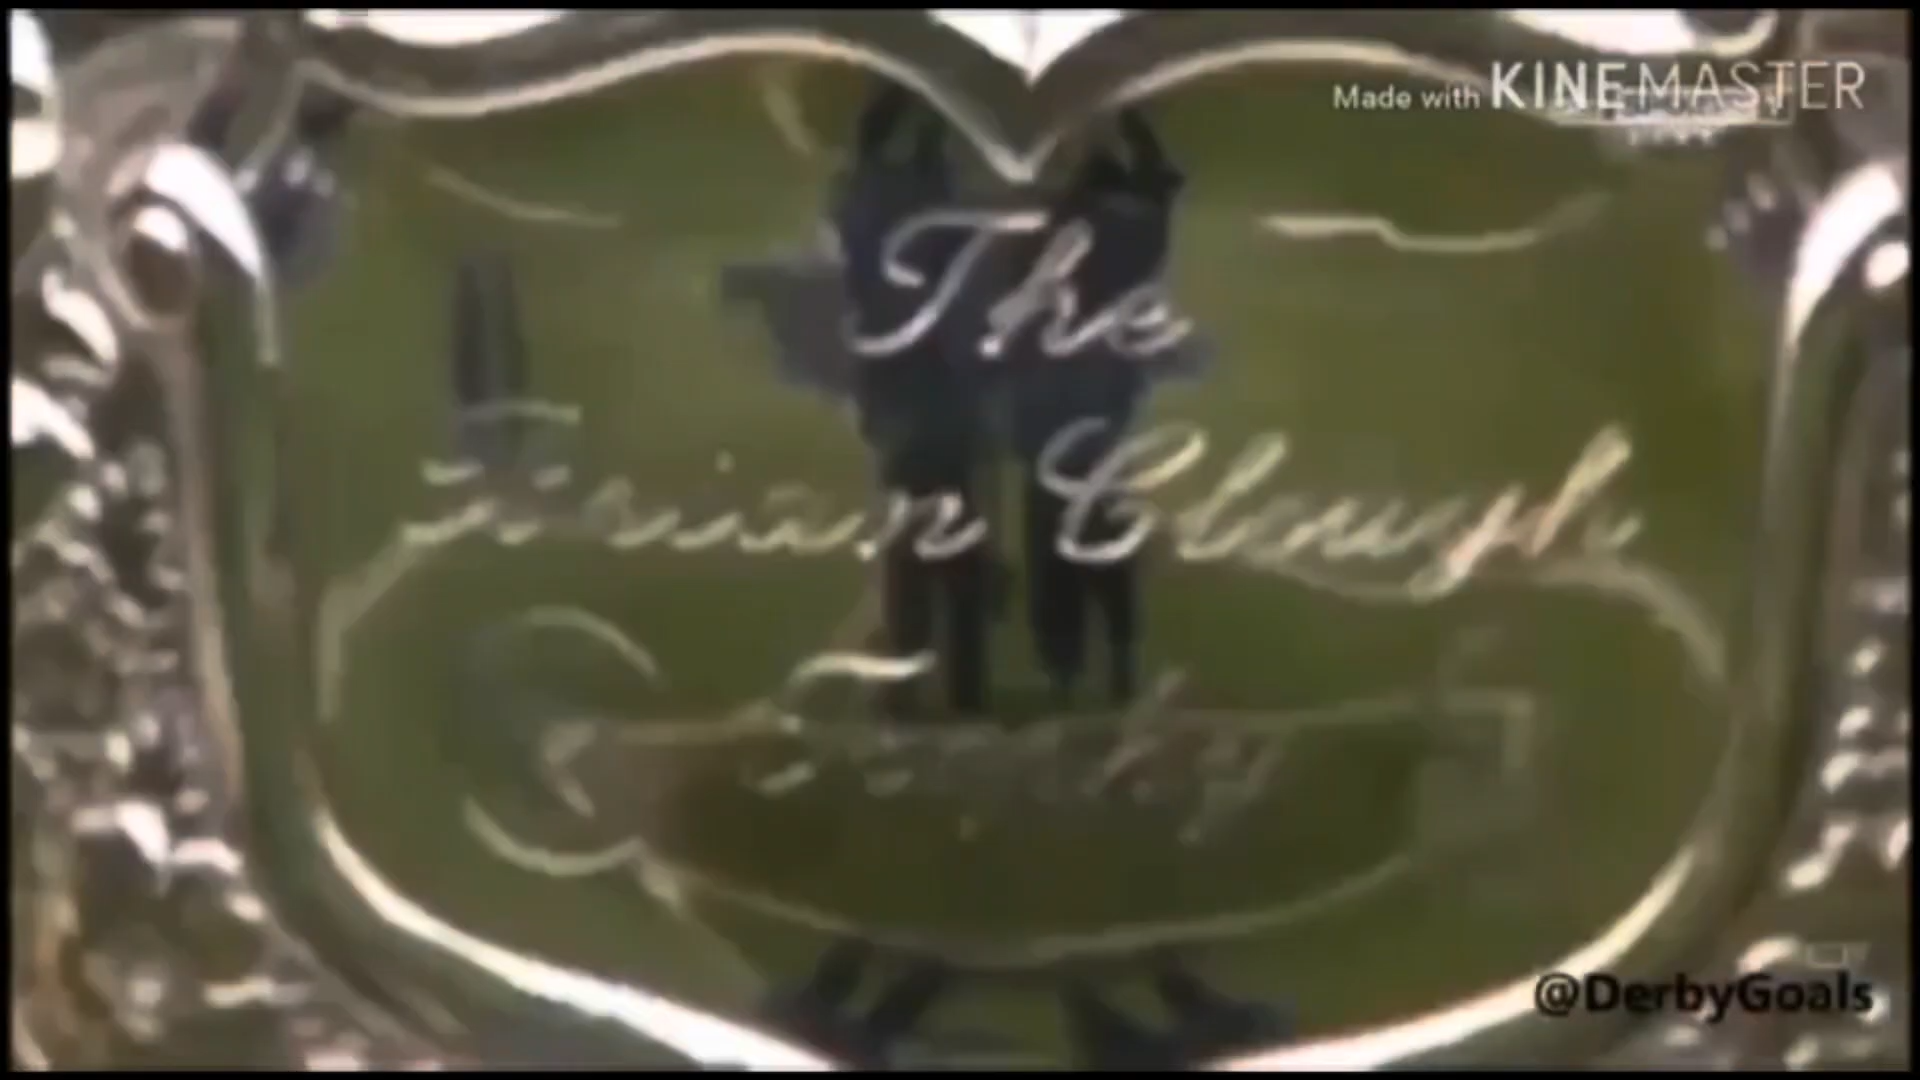 Made with KINEMASTER
The
Brian Clough
Trophy
@DerbyGoals